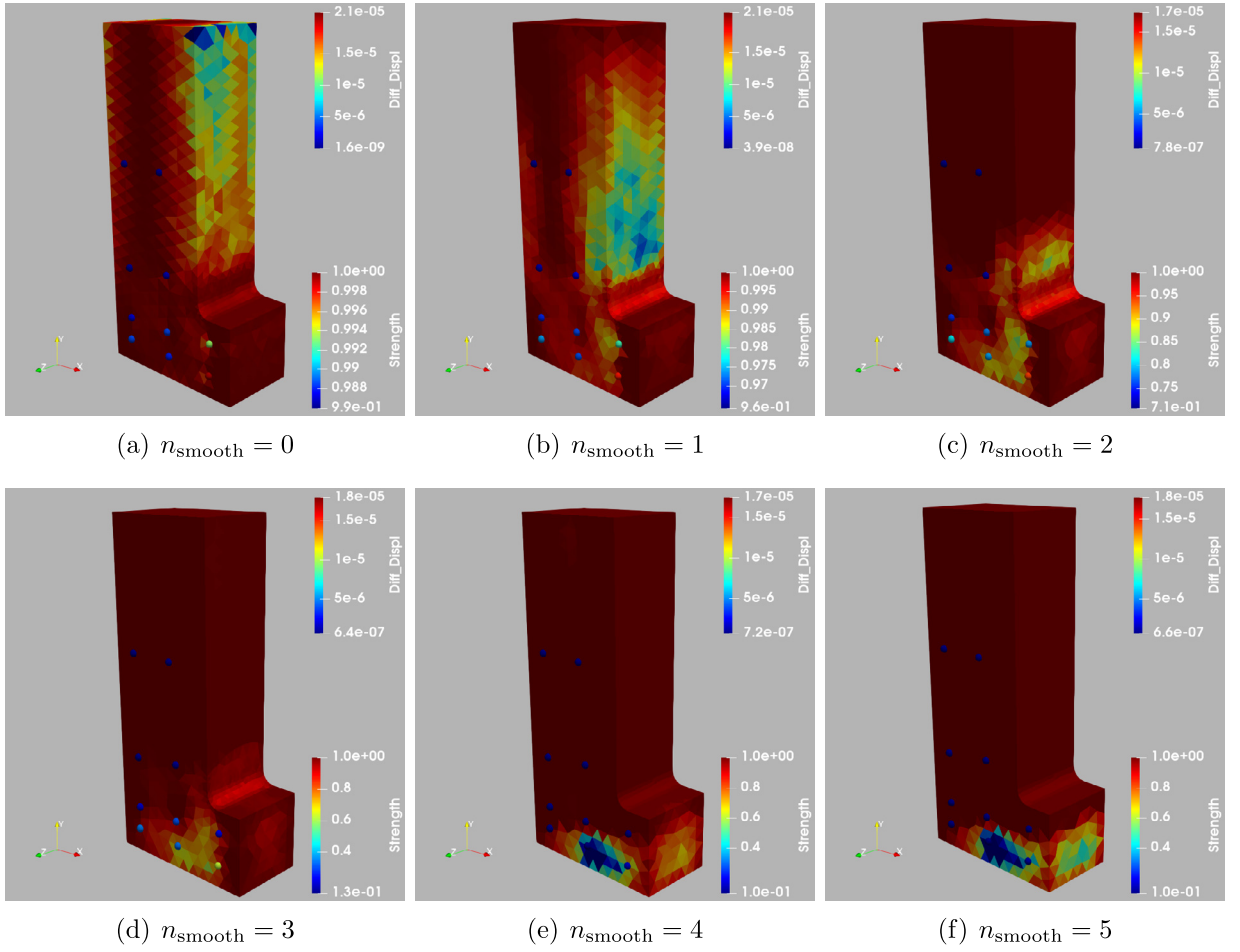 2.1e-05
1.5e-5
1e-5
5e-6
1.6e-09
Diff_Displ
1.0e+00
0.998
0.996
0.994
0.992
0.99
0.988
9.9e-01
Strength
Y
Z
X
(a) n_smooth = 0
2.1e-05
1.5e-5
1e-5
5e-6
3.9e-08
Diff_Displ
1.0e+00
0.995
0.99
0.985
0.98
0.975
0.97
9.6e-01
Strength
Y
Z
X
(b) n_smooth = 1
1.7e-05
1.5e-5
1e-5
5e-6
7.8e-07
Diff_Displ
1.0e+00
0.95
0.9
0.85
0.8
0.75
7.1e-01
Strength
Y
Z
X
(c) n_smooth = 2
1.8e-05
1.5e-5
1e-5
5e-6
6.4e-07
Diff_Displ
1.0e+00
0.8
0.6
0.4
1.3e-01
Strength
Y
Z
X
(d) n_smooth = 3
1.7e-05
1.5e-5
1e-5
5e-6
7.2e-07
Diff_Displ
1.0e+00
0.8
0.6
0.4
1.0e-01
Strength
Y
Z
X
(e) n_smooth = 4
1.8e-05
1.5e-5
1e-5
5e-6
6.6e-07
Diff_Displ
1.0e+00
0.8
0.6
0.4
1.0e-01
Strength
Y
Z
X
(f) n_smooth = 5